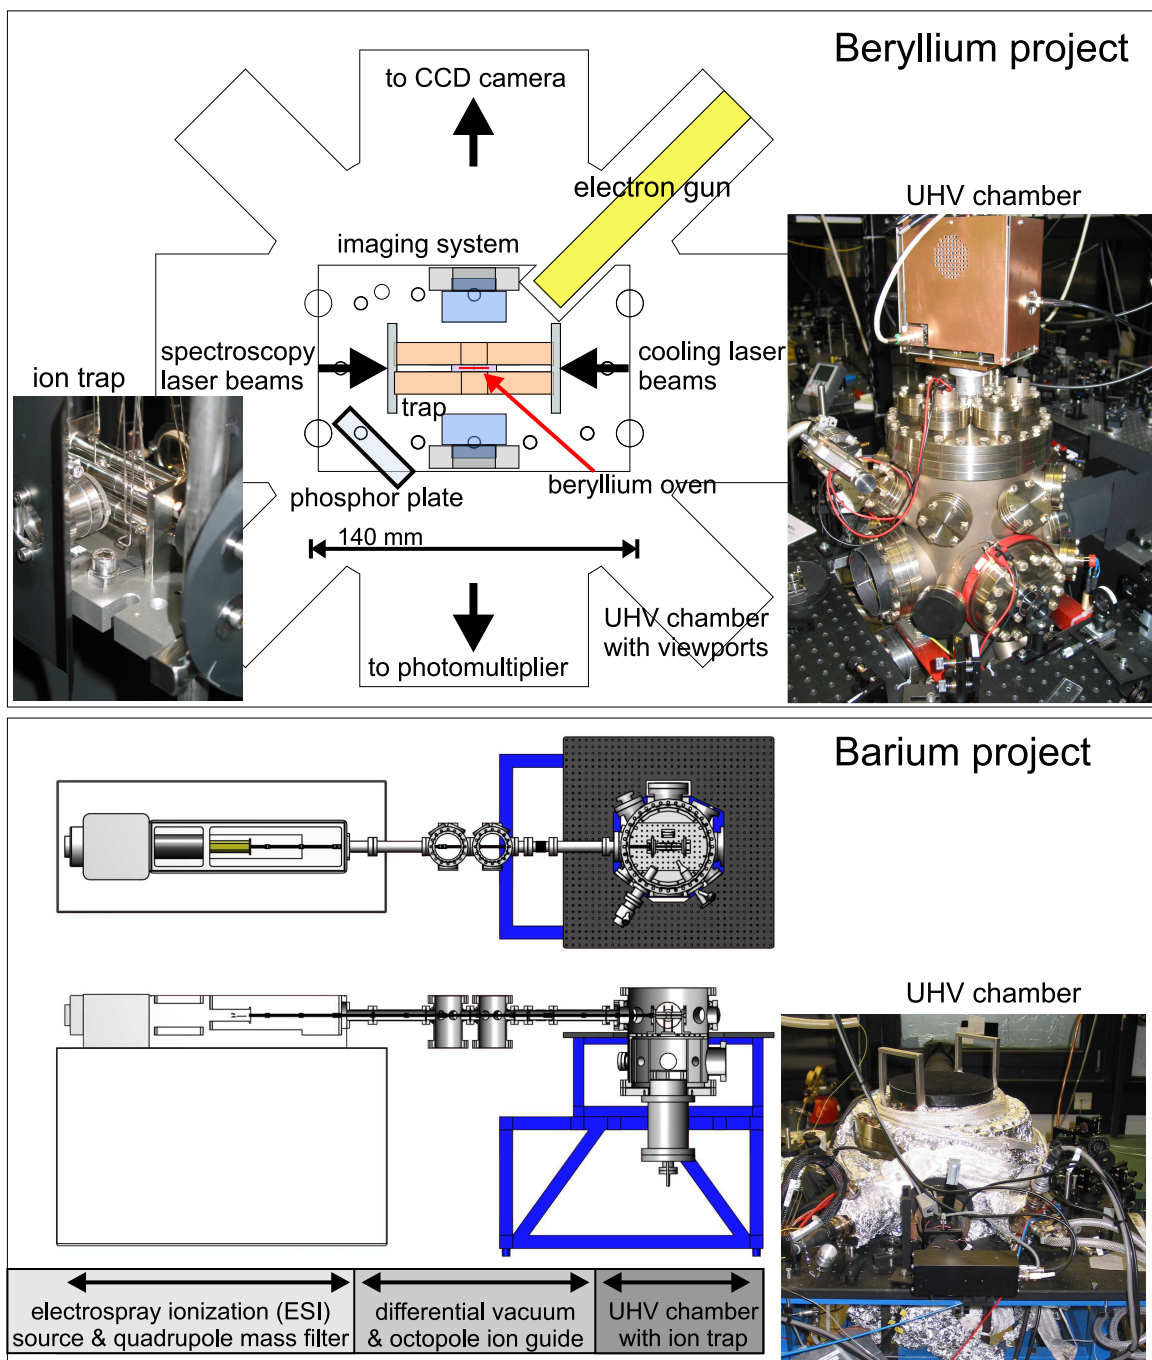 Beryllium project
to CCD camera
electron gun
UHV chamber
imaging system
spectroscopy
laser beams
cooling laser
beams
ion trap
trap
phosphor plate
beryllium oven
140 mm
UHV chamber
with viewports
to photomultiplier
Barium project
UHV chamber
electrospray ionization (ESI)
source & quadrupole mass filter
differential vacuum
& octopole ion guide
UHV chamber
with ion trap